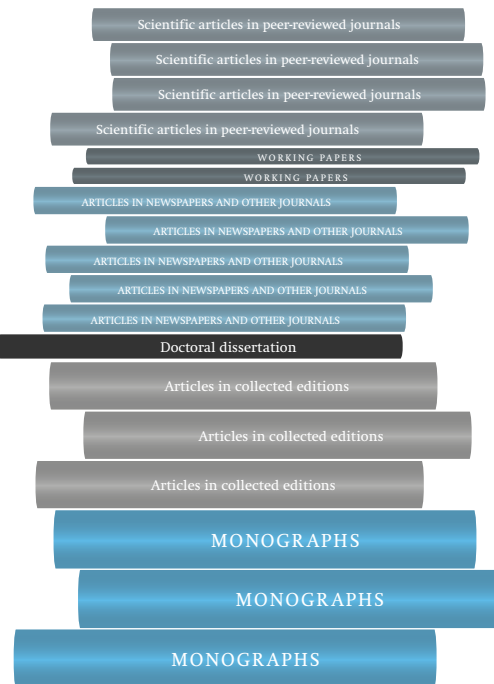 Scientific articles in peer-reviewed journals
Scientific articles in peer-reviewed journals
Scientific articles in peer-reviewed journals
Scientific articles in peer-reviewed journals
WORKING PAPERS
WORKING PAPERS
ARTICLES IN NEWSPAPERS AND OTHER JOURNALS
ARTICLES IN NEWSPAPERS AND OTHER JOURNALS
ARTICLES IN NEWSPAPERS AND OTHER JOURNALS
ARTICLES IN NEWSPAPERS AND OTHER JOURNALS
ARTICLES IN NEWSPAPERS AND OTHER JOURNALS
Doctoral dissertation
Articles in collected editions
Articles in collected editions
Articles in collected editions
MONOGRAPHS
MONOGRAPHS
MONOGRAPHS